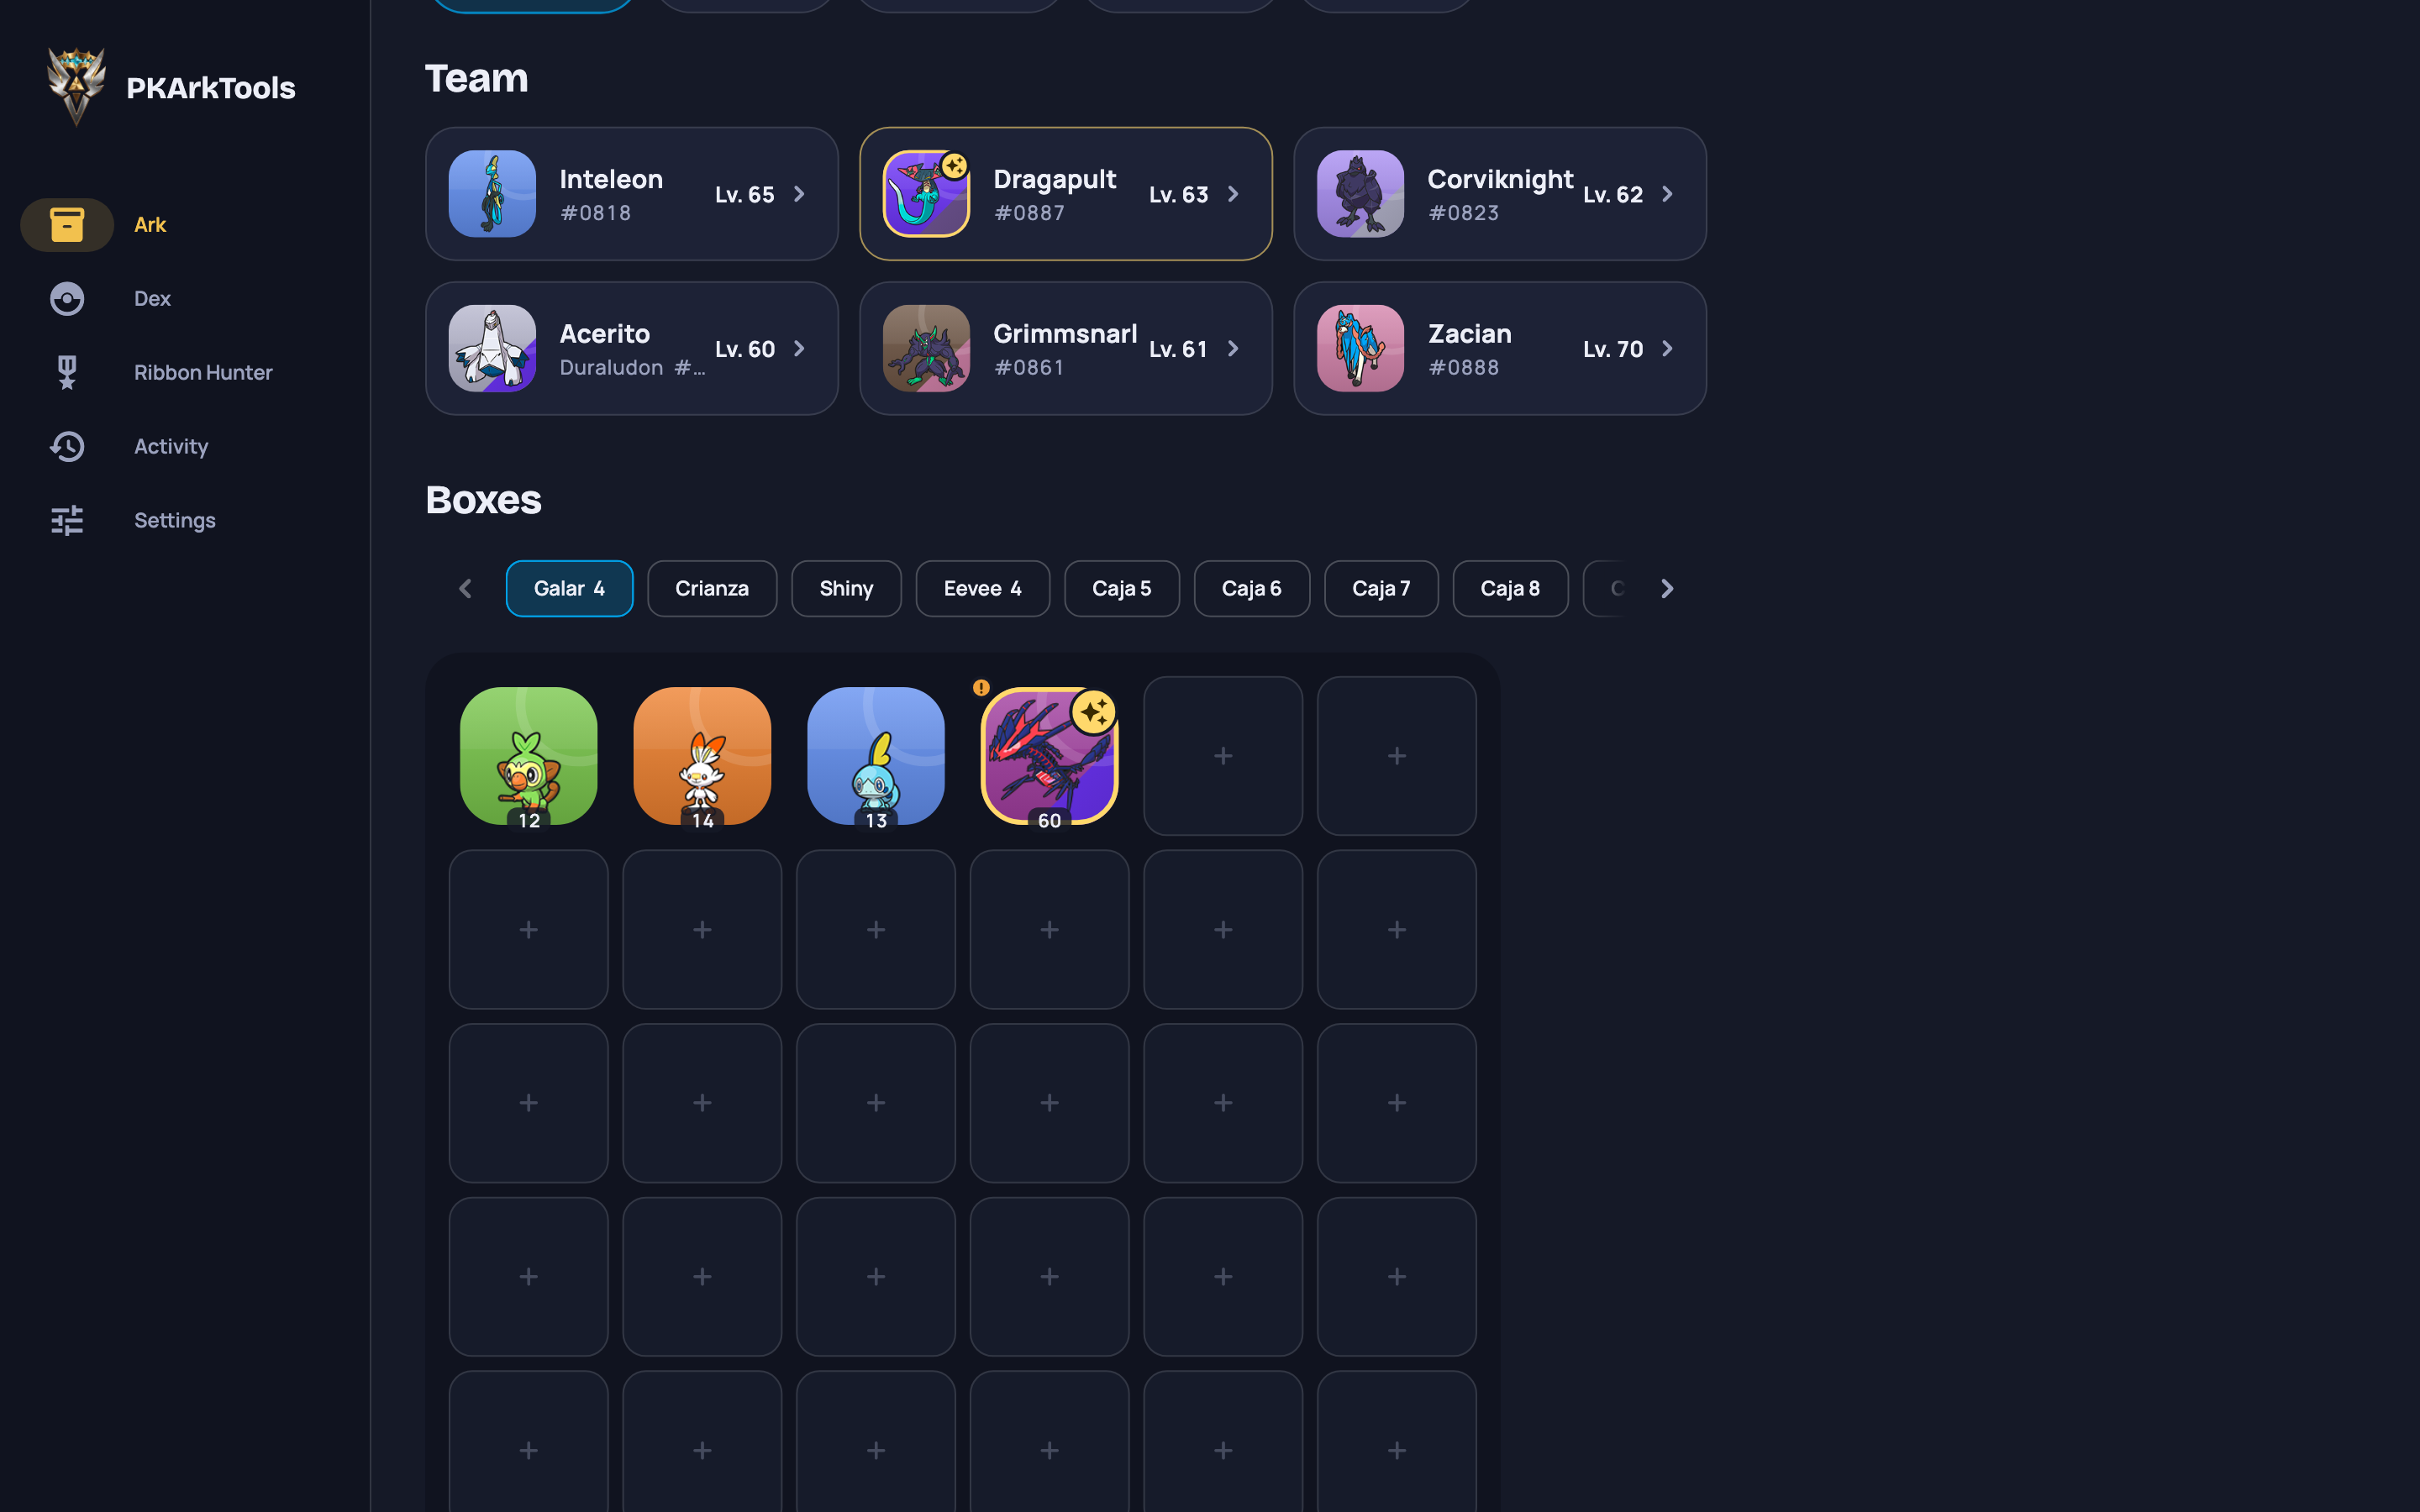 PKArkTools
Ark
Dex
Ribbon Hunter
Activity
Settings
Team
Inteleon
#0818
Lv. 65
Dragapult
#0887
Lv. 63
Corviknight
#0823
Lv. 62
Acerito
Duraludon #…
Lv. 60
Grimmsnarl
#0861
Lv. 61
Zacian
#0888
Lv. 70
Boxes
Galar 4
Crianza
Shiny
Eevee 4
Caja 5
Caja 6
Caja 7
Caja 8
12
14
13
60